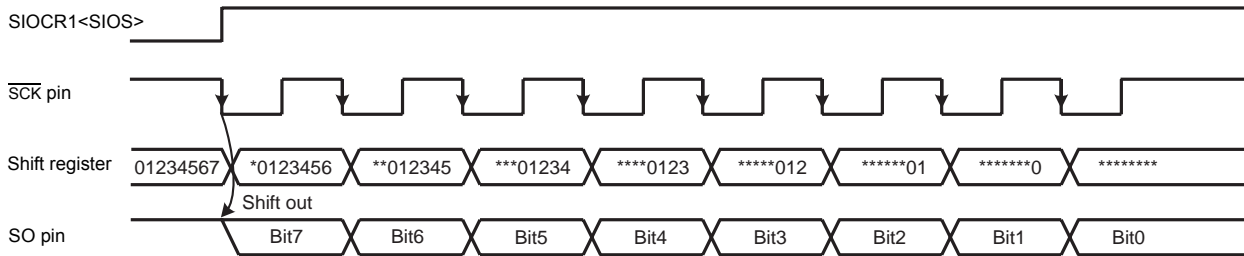 SIOCR1<SIOS>
SCK pin
Shift register 01234567 *0123456 **012345 ***01234 ****0123 *****012 ******01 *******0 ********
Shift out
SO pin Bit7 Bit6 Bit5 Bit4 Bit3 Bit2 Bit1 Bit0